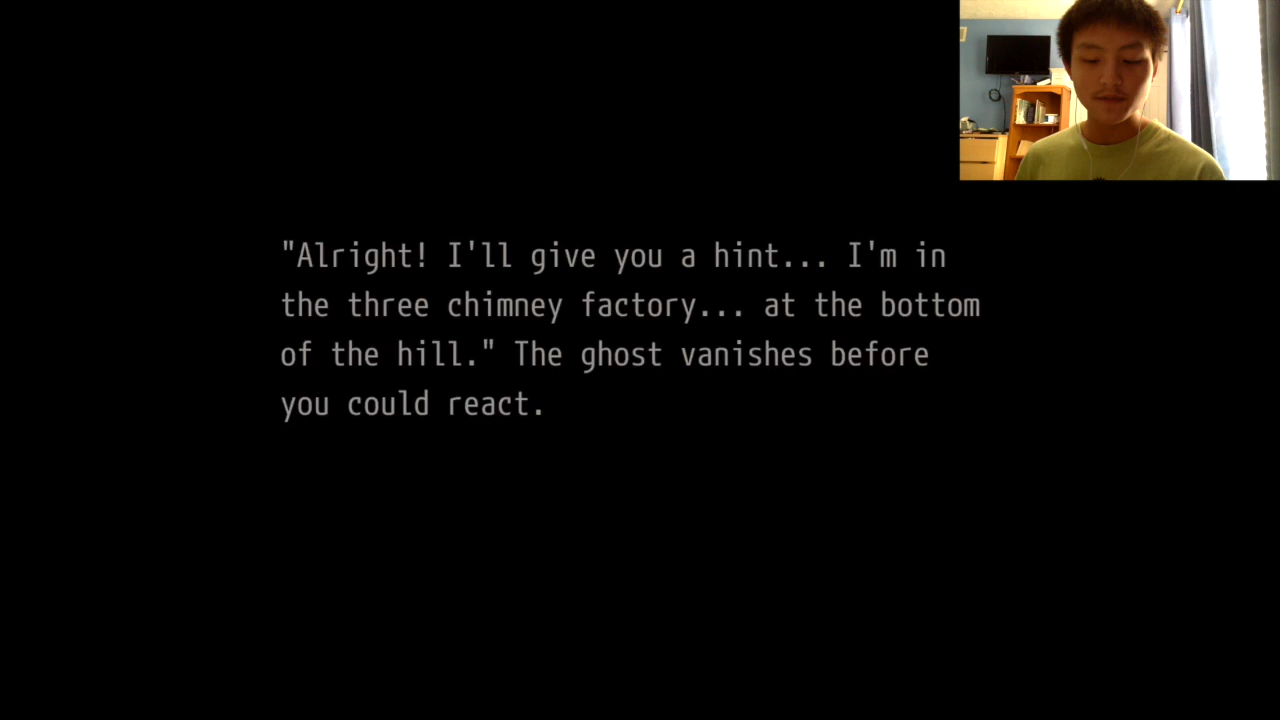 "Alright! I'll give you a hint... I'm in
the three chimney factory... at the bottom
of the hill." The ghost vanishes before
you could react.